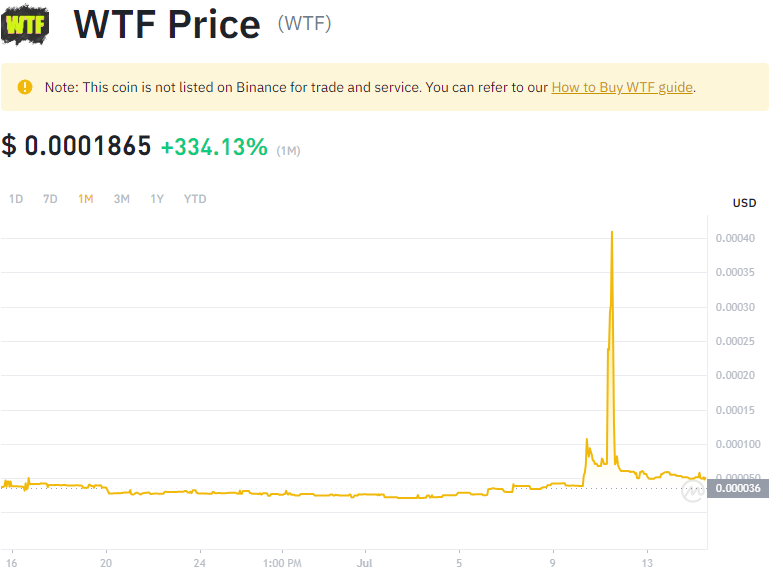 WTF
WTF Price (WTF)
Note: This coin is not listed on Binance for trade and service. You can refer to our How to Buy WTF guide.
$ 0.0001865 +334.13% (1M)
1D 7D 1M 3M 1Y YTD
USD
0.00040
0.00035
0.00030
0.00025
0.00020
0.00015
0.000100
0.000050
0.000036
16 20 24 1:00 PM Jul 5 9 13